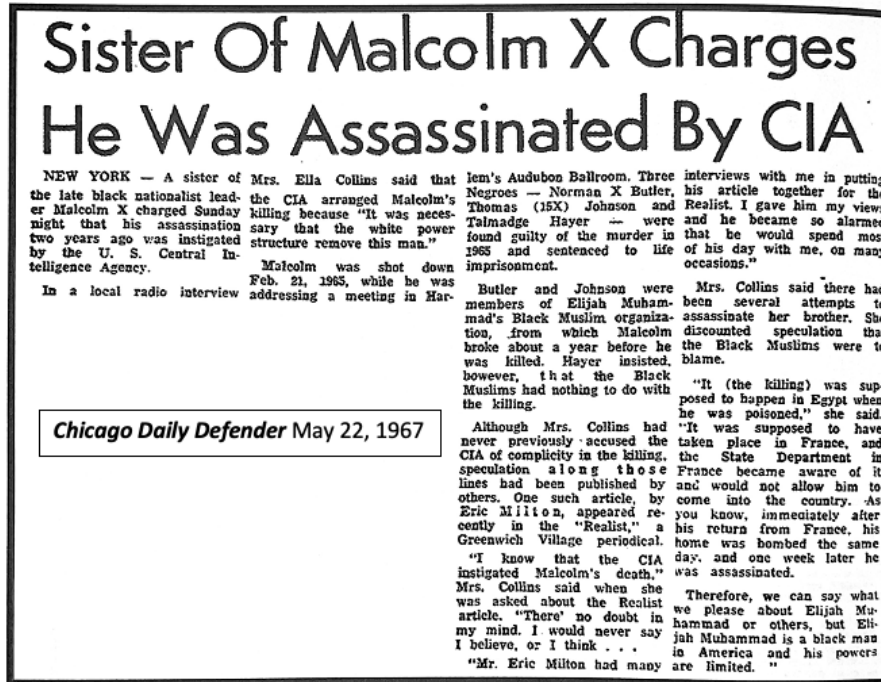 Sister Of Malcolm X Charges
He Was Assassinated By CIA
NEW YORK — A sister of
the late black nationalist lead-
er Malcolm X charged Sunday
night that his assassination
two years ago was instigated
by the U. S. Central In-
telligence Agency.
In a local radio interview
Mrs. Ella Collins said that
the CIA arranged Malcolm's
killing because "It was neces-
sary that the white power
structure remove this man."
Malcolm was shot down
Feb. 21, 1965, while he was
addressing a meeting in Har-
lem's Audubon Ballroom. Three
Negroes — Norman X Butler,
Thomas (15X) Johnson and
Talmadge Hayer — were
found guilty of the murder in
1965 and sentenced to life
imprisonment.
Butler and Johnson were
members of Elijah Muham-
mad's Black Muslim organiza-
tion, from which Malcolm
broke about a year before he
was killed. Hayer insisted,
however, that the Black
Muslims had nothing to do with
the killing.
Although Mrs. Collins had
never previously accused the
CIA of complicity in the killing,
speculation along those
lines had been published by
others. One such article, by
Eric Milton, appeared re-
cently in the "Realist," a
Greenwich Village periodical.
"I know that the CIA
instigated Malcolm's death,"
Mrs. Collins said when she
was asked about the Realist
article. "There' no doubt in
my mind. I would never say
I believe, or I think . . .
"Mr. Eric Milton had many
interviews with me in putting
his article together for the
Realist. I gave him my view
and he became so alarmed
that he would spend most
of his day with me, on many
occasions."
Mrs. Collins said there had
been several attempts t
assassinate her brother. She
discounted speculation tha
the Black Muslims were t
blame.
"It (the killing) was sup
posed to happen in Egypt when
he was poisoned," she said.
"It was supposed to have
taken place in France, and
the State Department in
France became aware of it
and would not allow him to
come into the country. As
you know, immediately after
his return from France, his
home was bombed the same
day, and one week later he
was assassinated.
Therefore, we can say what
we please about Elijah Mu-
hammad or others, but Eli-
jah Muhammad is a black man
in America and his powers
are limited. "
Chicago Daily Defender May 22, 1967